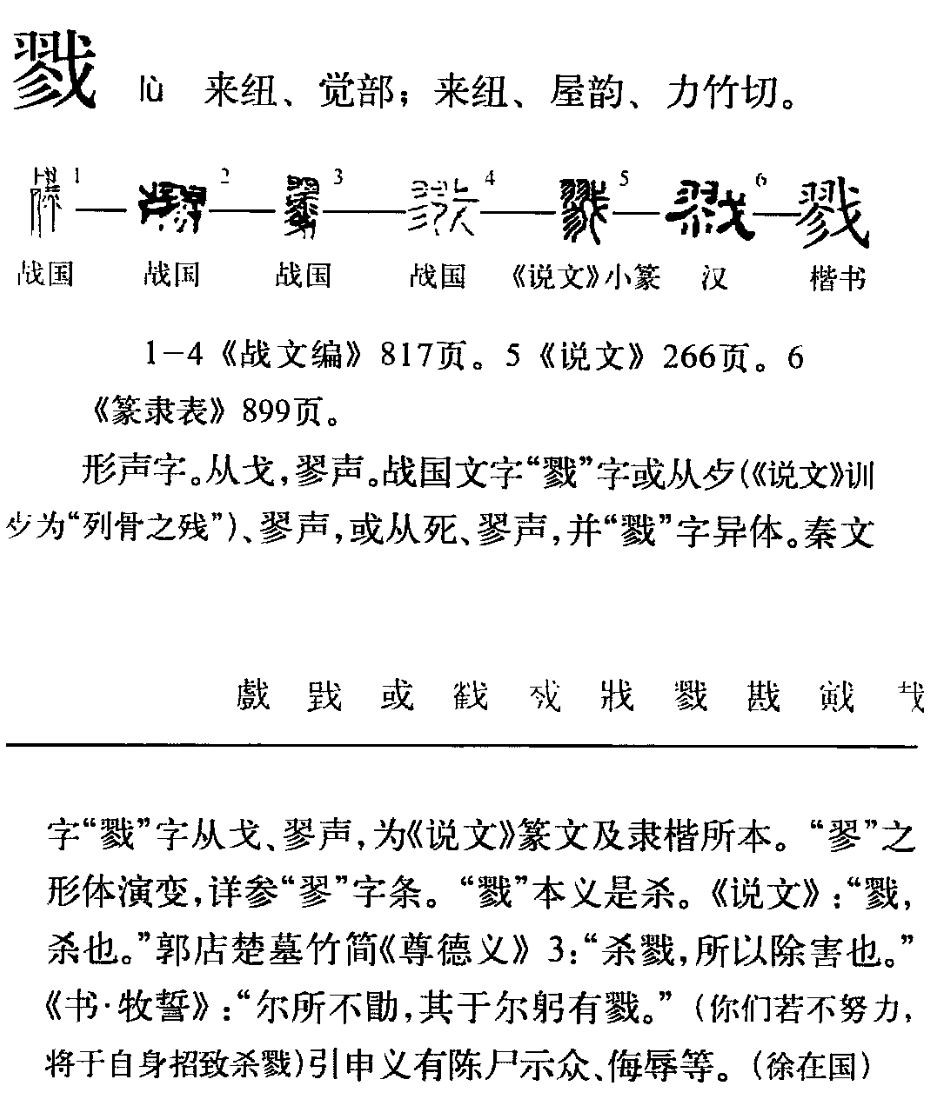 戮 lù 来纽、觉部；来纽、屋韵、力竹切。
1 2 3 4 5 6 戮
战国 战国 战国 战国 《说文》小篆 汉 楷书
1-4《战文编》817页。5《说文》266页。6
《篆隶表》899页。
形声字。从戈，翏声。战国文字“戮”字或从歺(《说文》训
歺为“列骨之残”)、翏声，或从死、翏声，并“戮”字异体。秦文
戲 戥 或 戳 戕 戮 戡 戭
字“戮”字从戈、翏声，为《说文》篆文及隶楷所本。“翏”之
形体演变，详参“翏”字条。“戮”本义是杀。《说文》：“戮，
杀也。”郭店楚墓竹简《尊德义》3：“杀戮，所以除害也。”
《书·牧誓》：“尔所不勖，其于尔躬有戮。”(你们若不努力，
将于自身招致杀戮)引申义有陈尸示众、侮辱等。(徐在国)